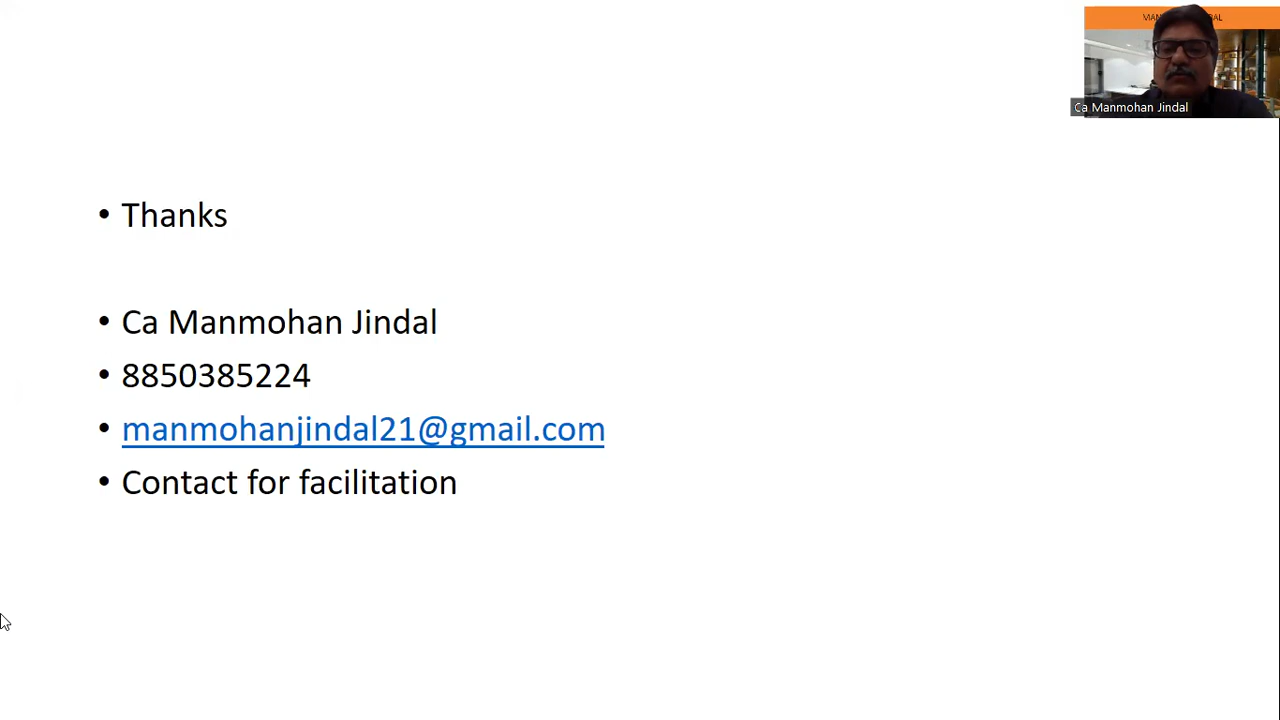 Ca Manmohan Jindal
• Thanks
• Ca Manmohan Jindal
• 8850385224
• manmohanjindal21@gmail.com
• Contact for facilitation